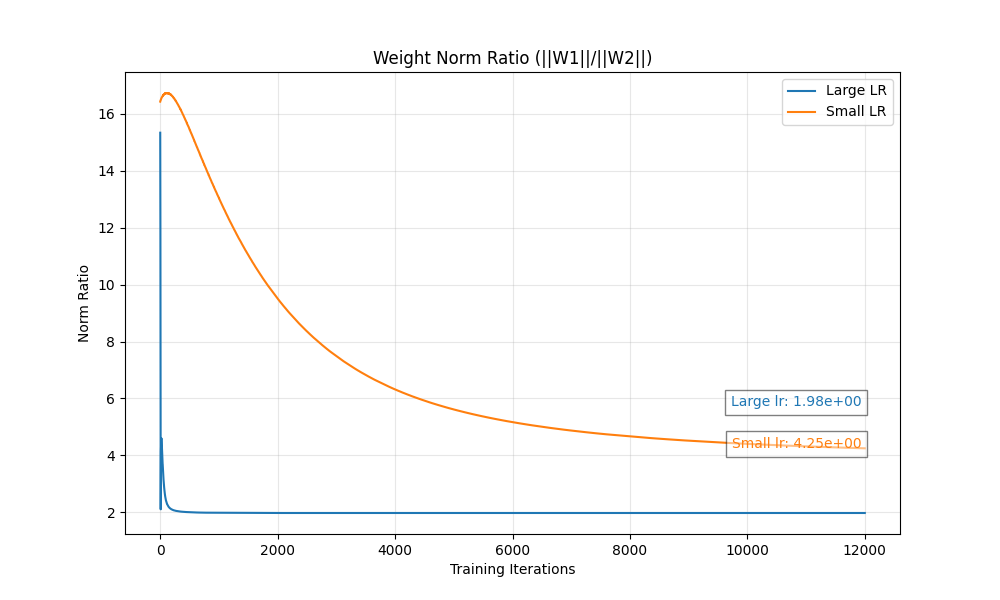 Weight Norm Ratio (||W1||/||W2||)
Large LR
Small LR
16
14
12
10
8
6
4
2
Norm Ratio
Large lr: 1.98e+00
Small lr: 4.25e+00
0
2000
4000
6000
8000
10000
12000
Training Iterations